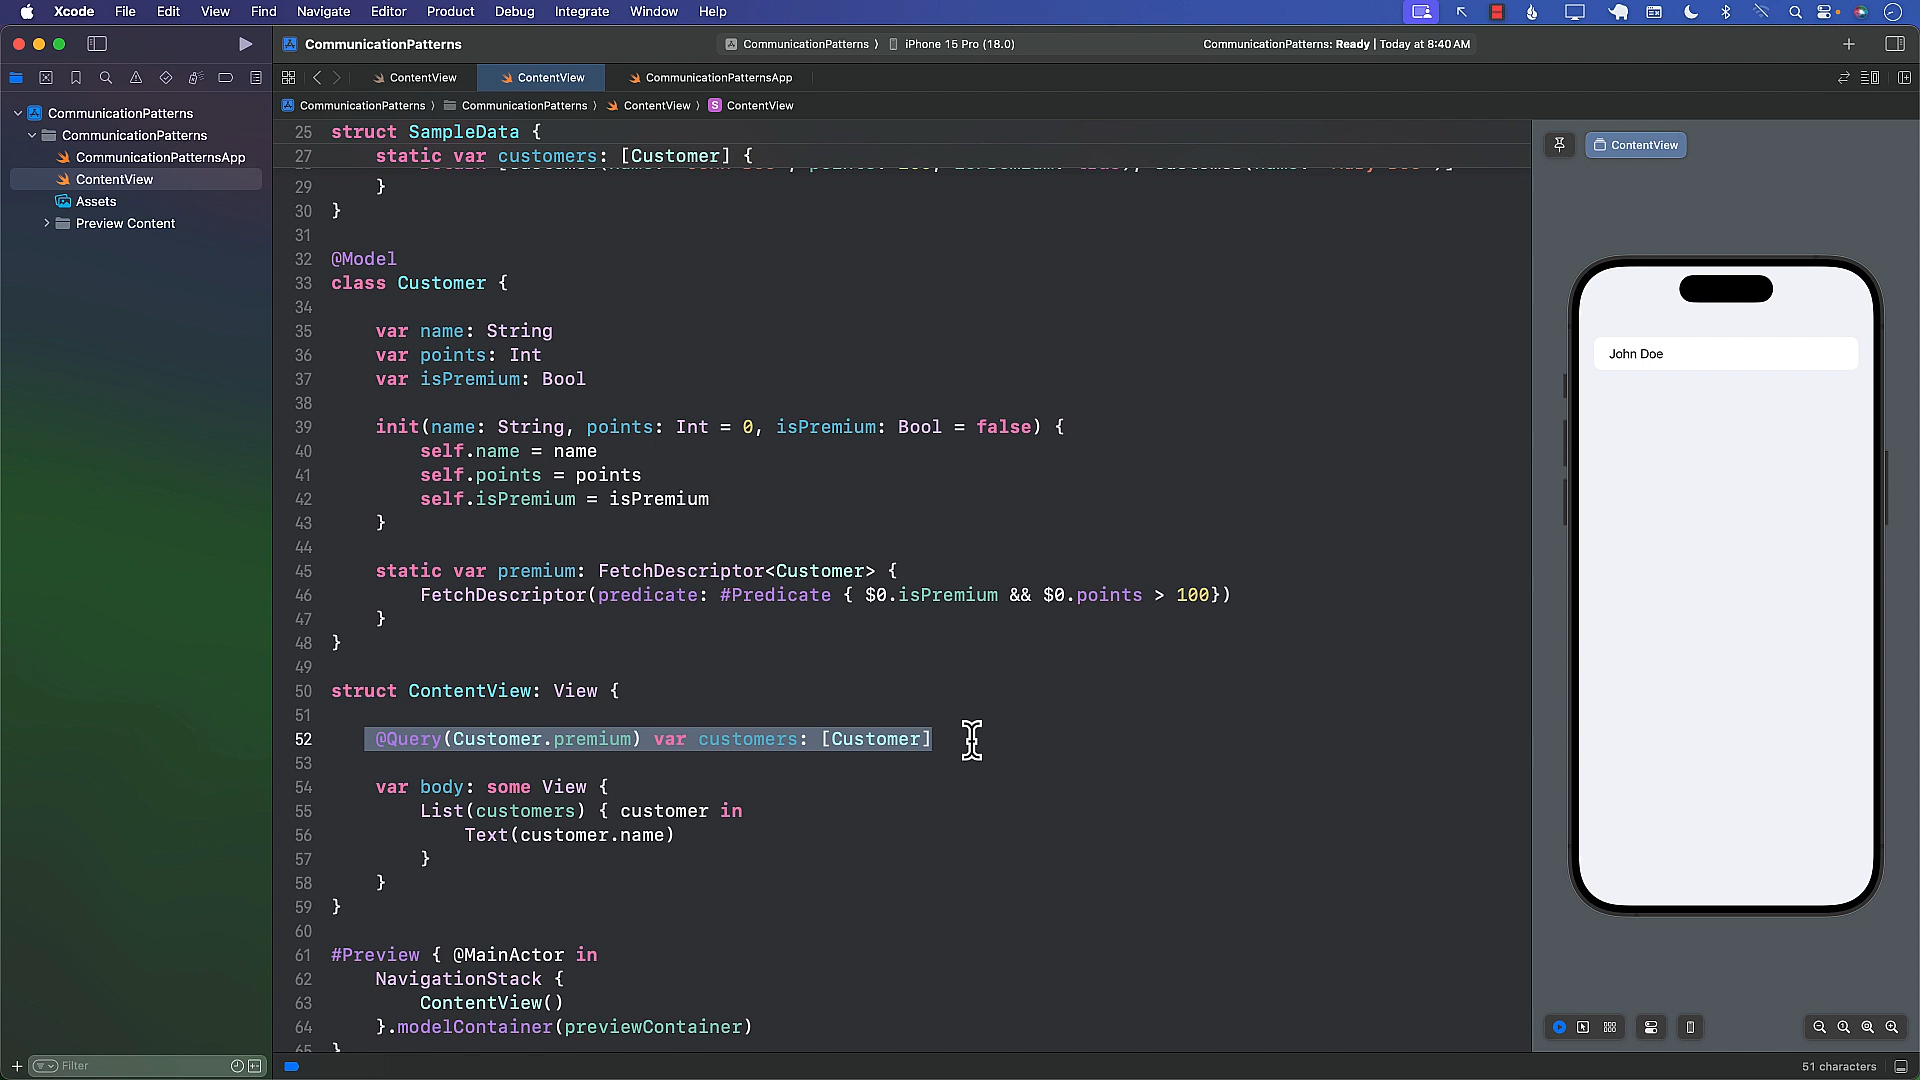 Xcode File Edit View Find Navigate Editor Product Debug Integrate Window Help
CommunicationPatterns
CommunicationPatterns ⟩ iPhone 15 Pro (18.0)
CommunicationPatterns: Ready | Today at 8:40 AM
ContentView ContentView CommunicationPatternsApp
CommunicationPatterns ⟩ CommunicationPatterns ⟩ ContentView ⟩ S ContentView
CommunicationPatterns
CommunicationPatterns
CommunicationPatternsApp
ContentView
Assets
Preview Content
25 struct SampleData {
27 static var customers: [Customer] {
29 }
30 }
31
32 @Model
33 class Customer {
34
35 var name: String
36 var points: Int
37 var isPremium: Bool
38
39 init(name: String, points: Int = 0, isPremium: Bool = false) {
40 self.name = name
41 self.points = points
42 self.isPremium = isPremium
43 }
44
45 static var premium: FetchDescriptor<Customer> {
46 FetchDescriptor(predicate: #Predicate { $0.isPremium && $0.points > 100})
47 }
48 }
49
50 struct ContentView: View {
51
52 @Query(Customer.premium) var customers: [Customer]
53
54 var body: some View {
55 List(customers) { customer in
56 Text(customer.name)
57 }
58 }
59 }
60
61 #Preview { @MainActor in
62 NavigationStack {
63 ContentView()
64 }.modelContainer(previewContainer)
65 }
ContentView
John Doe
Filter
51 characters